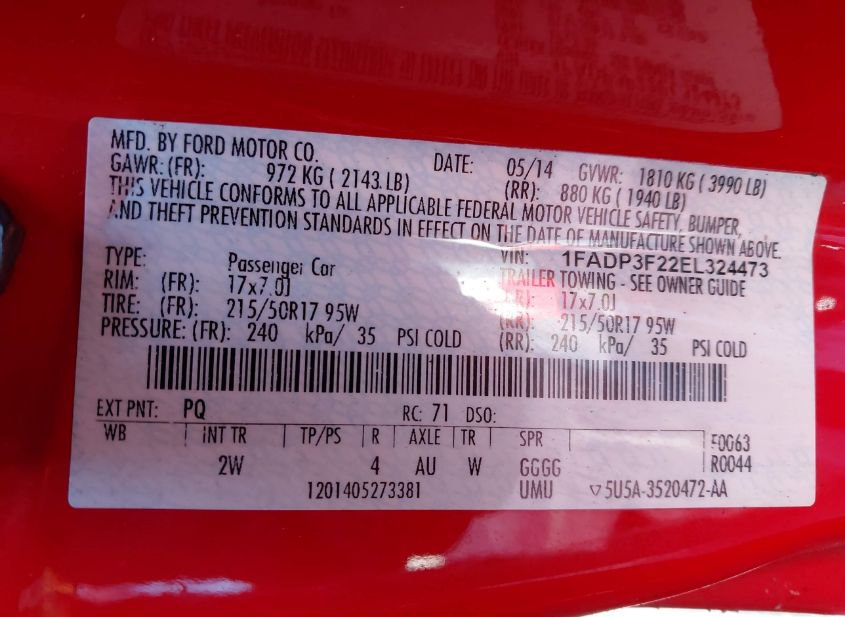 MFD. BY FORD MOTOR CO. DATE: 05/14 GVWR: 1810 KG ( 3990 LB)
GAWR: (FR): 972 KG ( 2143 LB) (RR): 880 KG ( 1940 LB)
THIS VEHICLE CONFORMS TO ALL APPLICABLE FEDERAL MOTOR VEHICLE SAFETY, BUMPER,
AND THEFT PREVENTION STANDARDS IN EFFECT ON THE DATE OF MANUFACTURE SHOWN ABOVE.
VIN: 1FADP3F22EL324473
TYPE: Passenger Car TRAILER TOWING - SEE OWNER GUIDE
RIM: (FR): 17x7.0J 17x7.0J
TIRE: (FR): 215/50R17 95W (RR): 215/50R17 95W
PRESSURE: (FR): 240 kPa/ 35 PSI COLD (RR): 240 kPa/ 35 PSI COLD
EXT PNT: PQ RC: 71 DSO:
WB INT TR TP/PS R AXLE TR SPR F0063
2W 4 AU W GGGG R0044
1201405273381 UMU ▽5U5A-3520472-AA